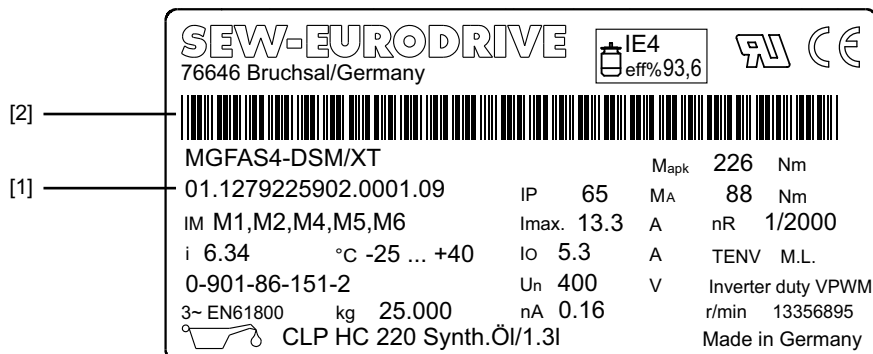 SEW-EURODRIVE
76646 Bruchsal/Germany
IE4
eff%93,6
RU CE
[2]
MGFAS4-DSM/XT Mapk 226 Nm
[1] 01.1279225902.0001.09 IP 65 MA 88 Nm
IM M1,M2,M4,M5,M6 Imax. 13.3 A nR 1/2000
i 6.34 °C -25 ... +40 IO 5.3 A TENV M.L.
0-901-86-151-2 Un 400 V Inverter duty VPWM
3~ EN61800 kg 25.000 nA 0.16 r/min 13356895
CLP HC 220 Synth.Öl/1.3l Made in Germany